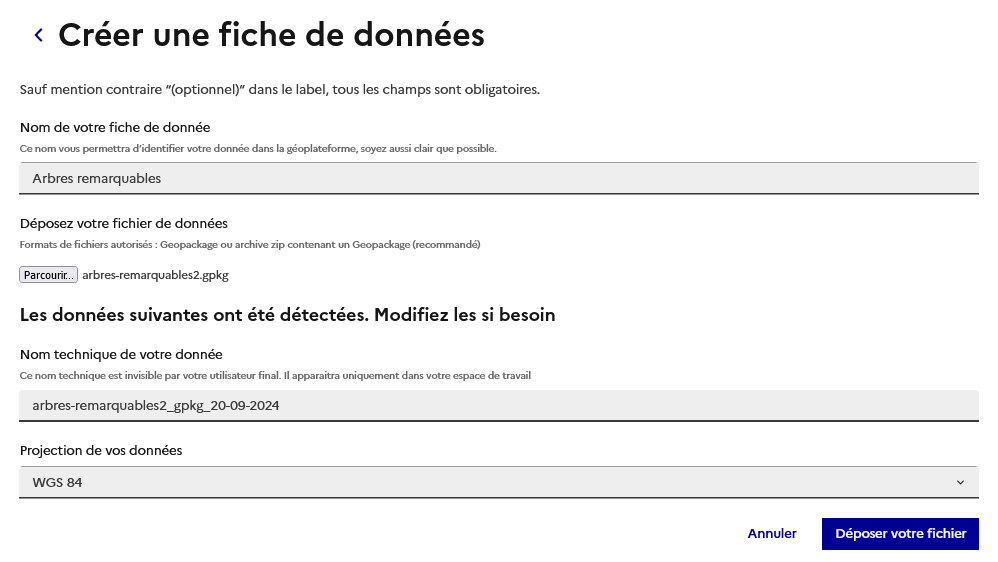 Créer une fiche de données
Sauf mention contraire “(optionnel)” dans le label, tous les champs sont obligatoires.
Nom de votre fiche de donnée
Ce nom vous permettra d'identifier votre donnée dans la géoplateforme, soyez aussi clair que possible.
Arbres remarquables
Déposez votre fichier de données
Formats de fichiers autorisés : Geopackage ou archive zip contenant un Geopackage (recommandé)
Parcourir... arbres-remarquables2.gpkg
Les données suivantes ont été détectées. Modifiez les si besoin
Nom technique de votre donnée
Ce nom technique est invisible par votre utilisateur final. Il apparaitra uniquement dans votre espace de travail
arbres-remarquables2_gpkg_20-09-2024
Projection de vos données
WGS 84
Annuler Déposer votre fichier